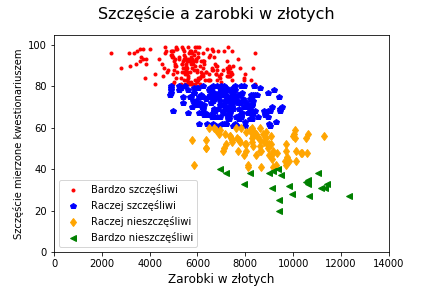 Szczęście a zarobki w złotych
Szczęście mierzone kwestionariuszem
100
80
60
40
20
0
Bardzo szczęśliwi
Raczej szczęśliwi
Raczej nieszczęśliwi
Bardzo nieszczęśliwi
0 2000 4000 6000 8000 10000 12000 14000
Zarobki w złotych